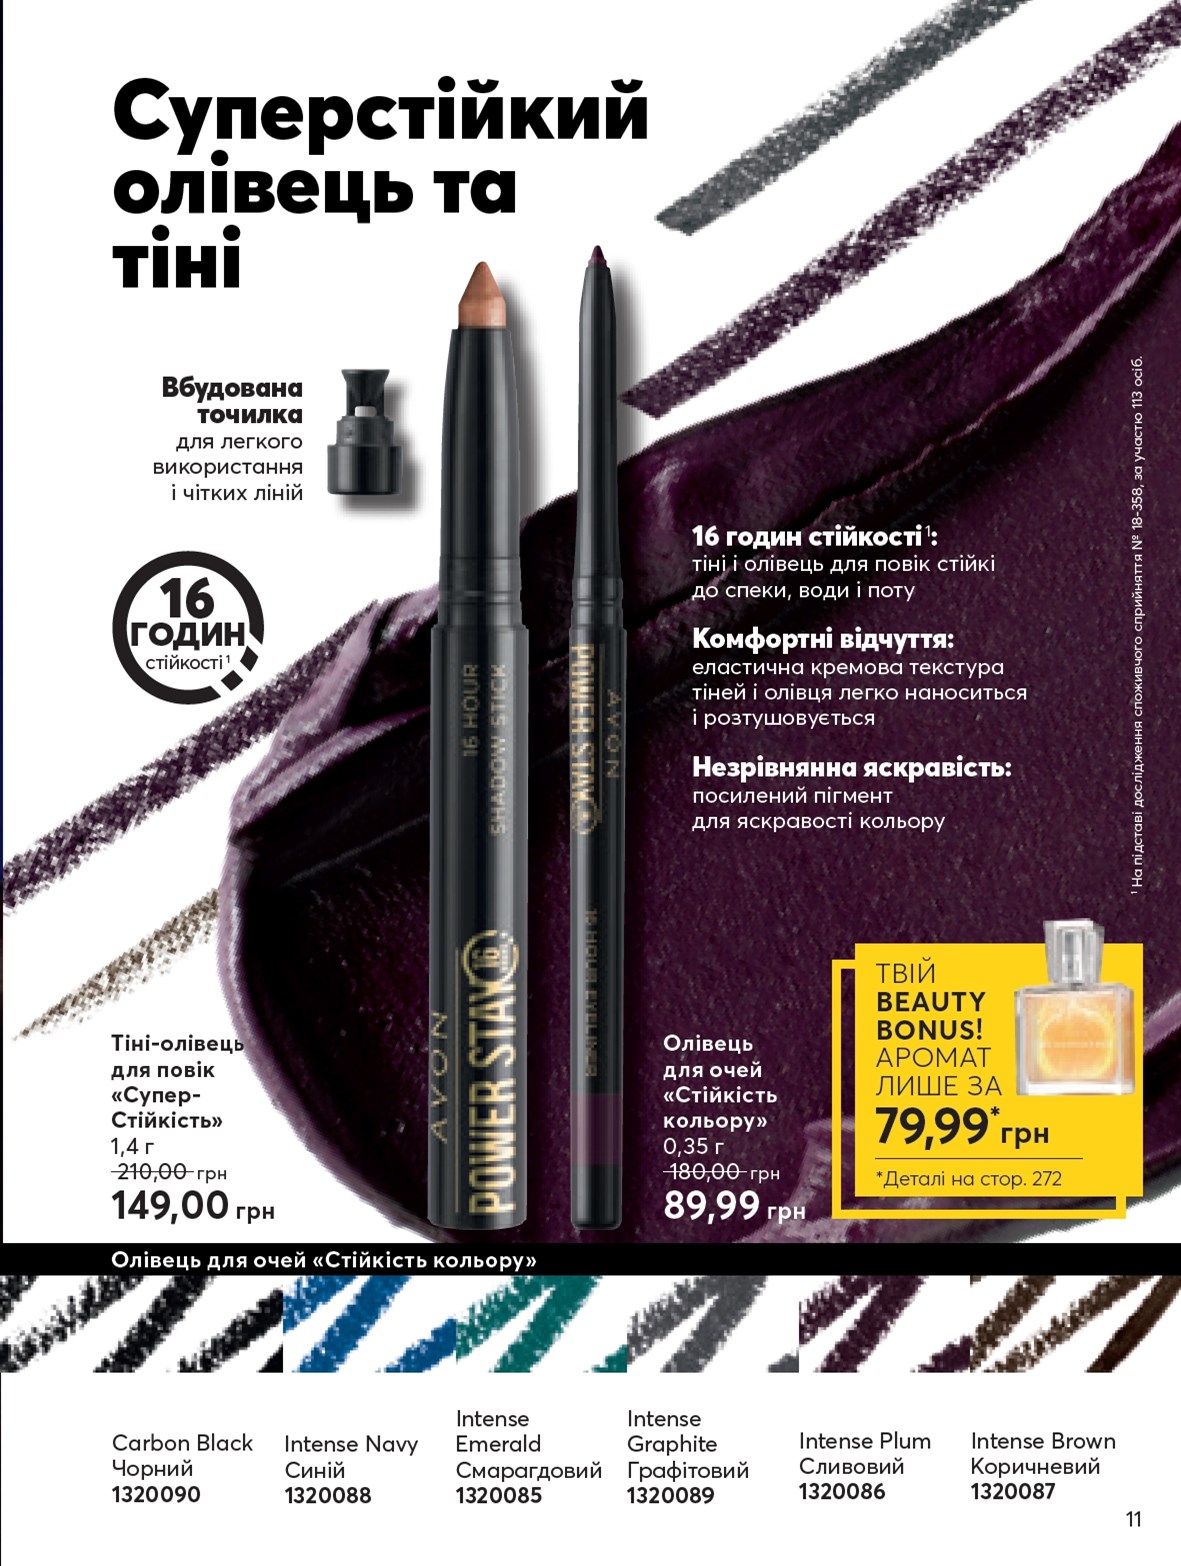 Суперстійкий
олівець та
тіні
Вбудована
точилка
для легкого
використання
і чітких ліній
16
ГОДИН
стійкості¹
16 годин стійкості¹:
тіні і олівець для повік стійкі
до спеки, води і поту
Комфортні відчуття:
еластична кремова текстура
тіней і олівця легко наноситься
і розтушовується
Незрівнянна яскравість:
посилений пігмент
для яскравості кольору
¹ На підставі дослідження споживчого сприйняття № 18-358, за участю 113 осіб.
16 HOUR
SHADOW STICK
AVON
POWER STAY 16
AVON
POWER STAY
16 HOUR EYELINER
Тіні-олівець
для повік
«Супер-
Стійкість»
1,4 г
210,00 грн
149,00 грн
Олівець
для очей
«Стійкість
кольору»
0,35 г
180,00 грн
89,99 грн
ТВІЙ
BEAUTY
BONUS!
АРОМАТ
ЛИШЕ ЗА
79,99* грн
*Деталі на стор. 272
Олівець для очей «Стійкість кольору»
Carbon Black
Чорний
1320090
Intense Navy
Синій
1320088
Intense
Emerald
Смарагдовий
1320085
Intense
Graphite
Графітовий
1320089
Intense Plum
Сливовий
1320086
Intense Brown
Коричневий
1320087
11